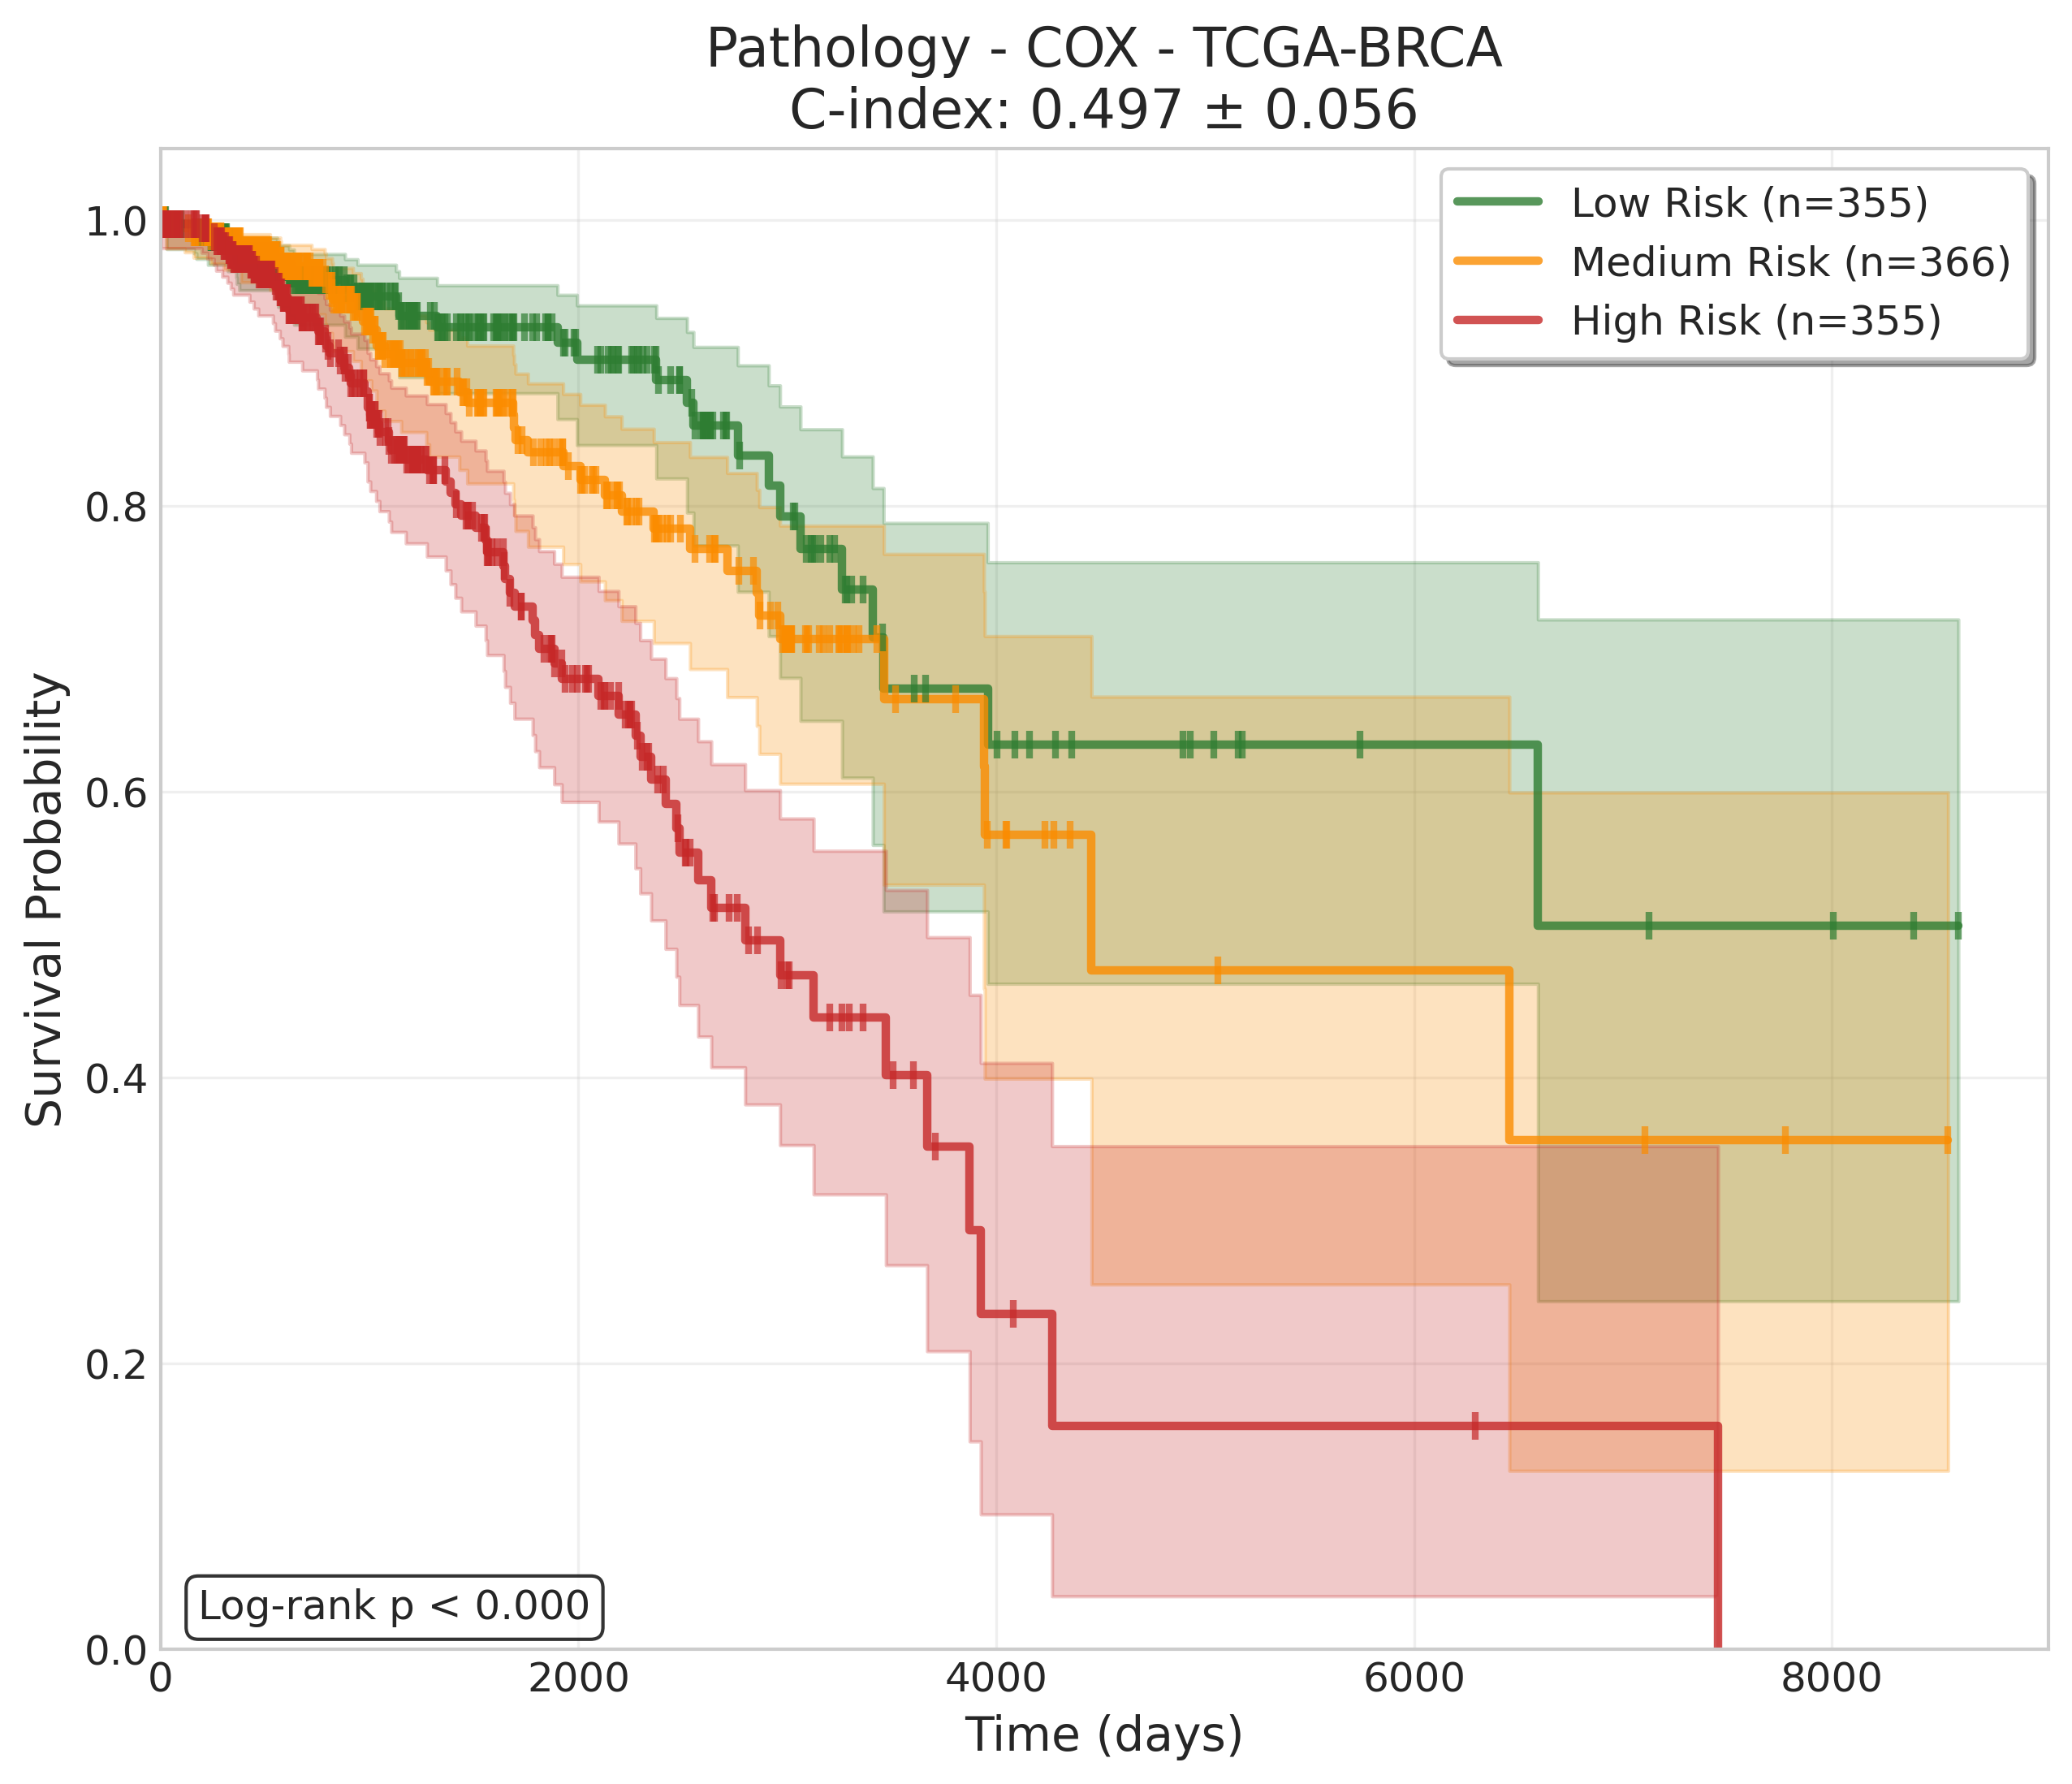 Pathology - COX - TCGA-BRCA
C-index: 0.497 ± 0.056
Low Risk (n=355)
Medium Risk (n=366)
High Risk (n=355)
1.0
0.8
0.6
0.4
0.2
0.0
Survival Probability
Log-rank p < 0.000
0
2000
4000
6000
8000
Time (days)